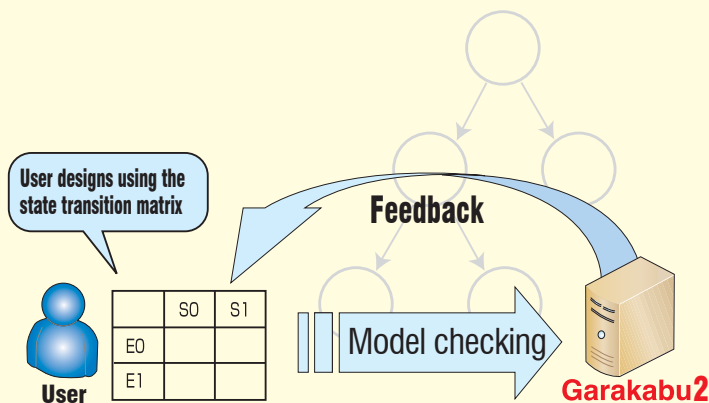 User designs using the
state transition matrix
Feedback
S0 S1
E0
E1
Model checking
User
Garakabu2